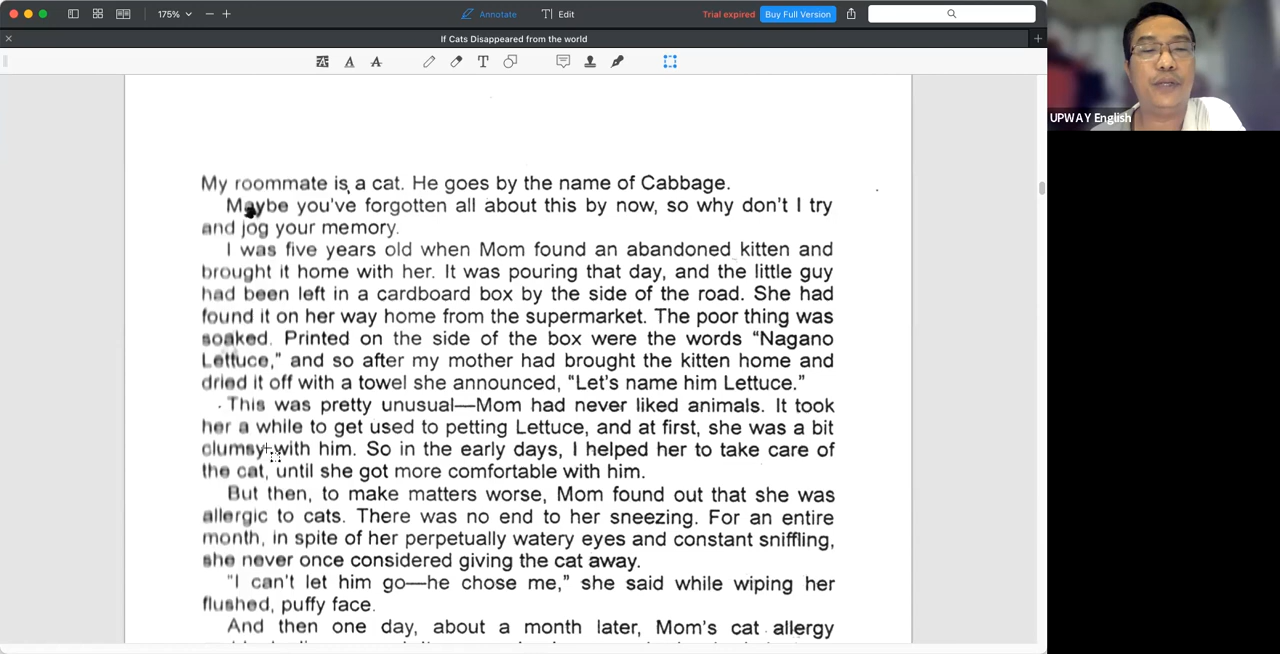 175%
Annotate
Edit
Trial expired
Buy Full Version
If Cats Disappeared from the world
UPWAY English
My roommate is a cat. He goes by the name of Cabbage.
Maybe you've forgotten all about this by now, so why don't I try
and jog your memory.
I was five years old when Mom found an abandoned kitten and
brought it home with her. It was pouring that day, and the little guy
had been left in a cardboard box by the side of the road. She had
found it on her way home from the supermarket. The poor thing was
soaked. Printed on the side of the box were the words “Nagano
Lettuce,” and so after my mother had brought the kitten home and
dried it off with a towel she announced, “Let's name him Lettuce.”
This was pretty unusual—Mom had never liked animals. It took
her a while to get used to petting Lettuce, and at first, she was a bit
clumsy with him. So in the early days, I helped her to take care of
the cat, until she got more comfortable with him.
But then, to make matters worse, Mom found out that she was
allergic to cats. There was no end to her sneezing. For an entire
month, in spite of her perpetually watery eyes and constant sniffling,
she never once considered giving the cat away.
"I can't let him go—he chose me,” she said while wiping her
flushed, puffy face.
And then one day, about a month later, Mom's cat allergy